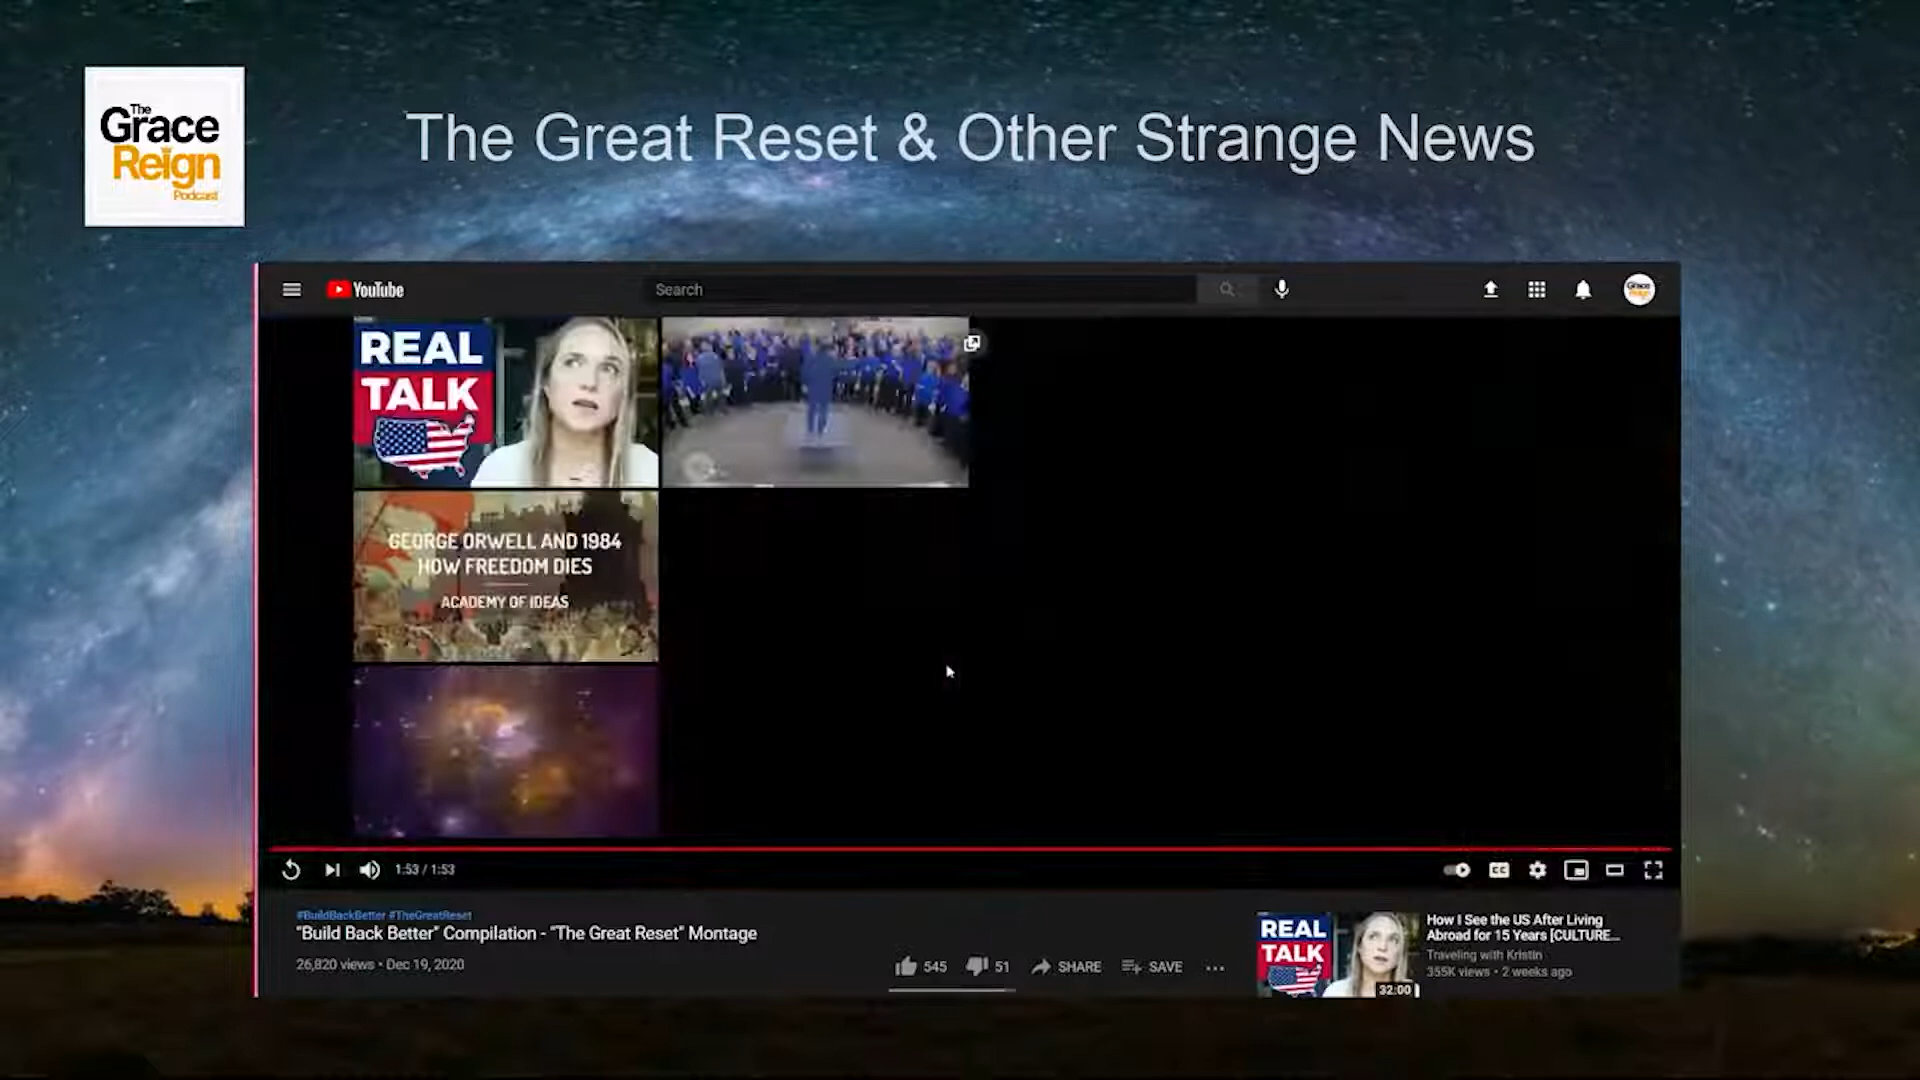 The
Grace
Reign
Podcast
The Great Reset & Other Strange News
YouTube
Search
REAL
TALK
GEORGE ORWELL AND 1984
HOW FREEDOM DIES
ACADEMY OF IDEAS
1:53 / 1:53
CC
#BuildBackBetter #TheGreatReset
"Build Back Better" Compilation - "The Great Reset" Montage
26,820 views • Dec 19, 2020
545
51
SHARE
SAVE
REAL
TALK
32:00
How I See the US After Living
Abroad for 15 Years [CULTURE...
Traveling with Kristin
355K views • 2 weeks ago